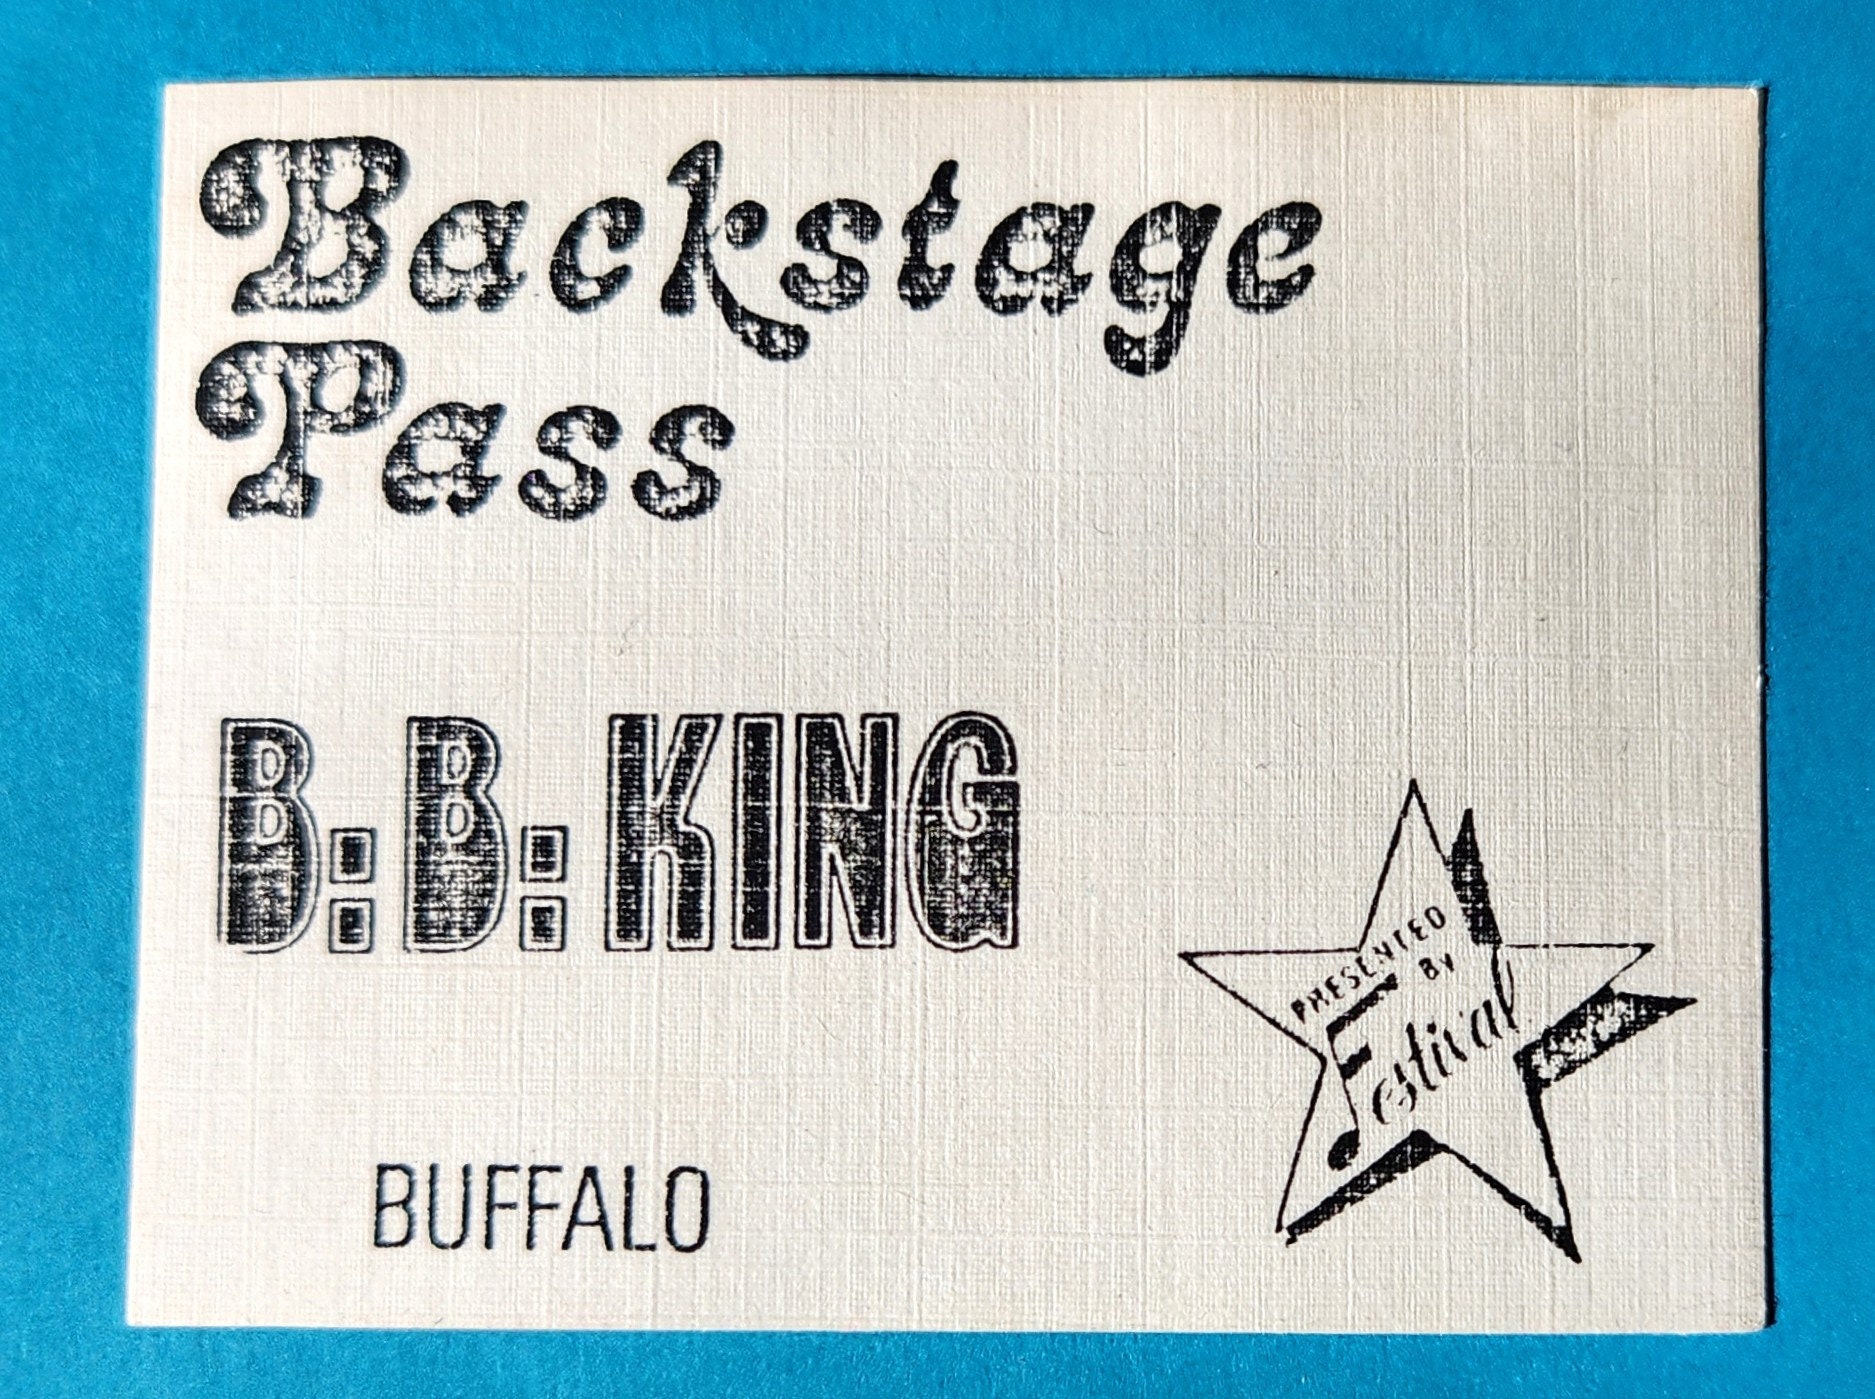 Backstage
Pass
B:B: KING
PRESENTED
BY
Festival
BUFFALO